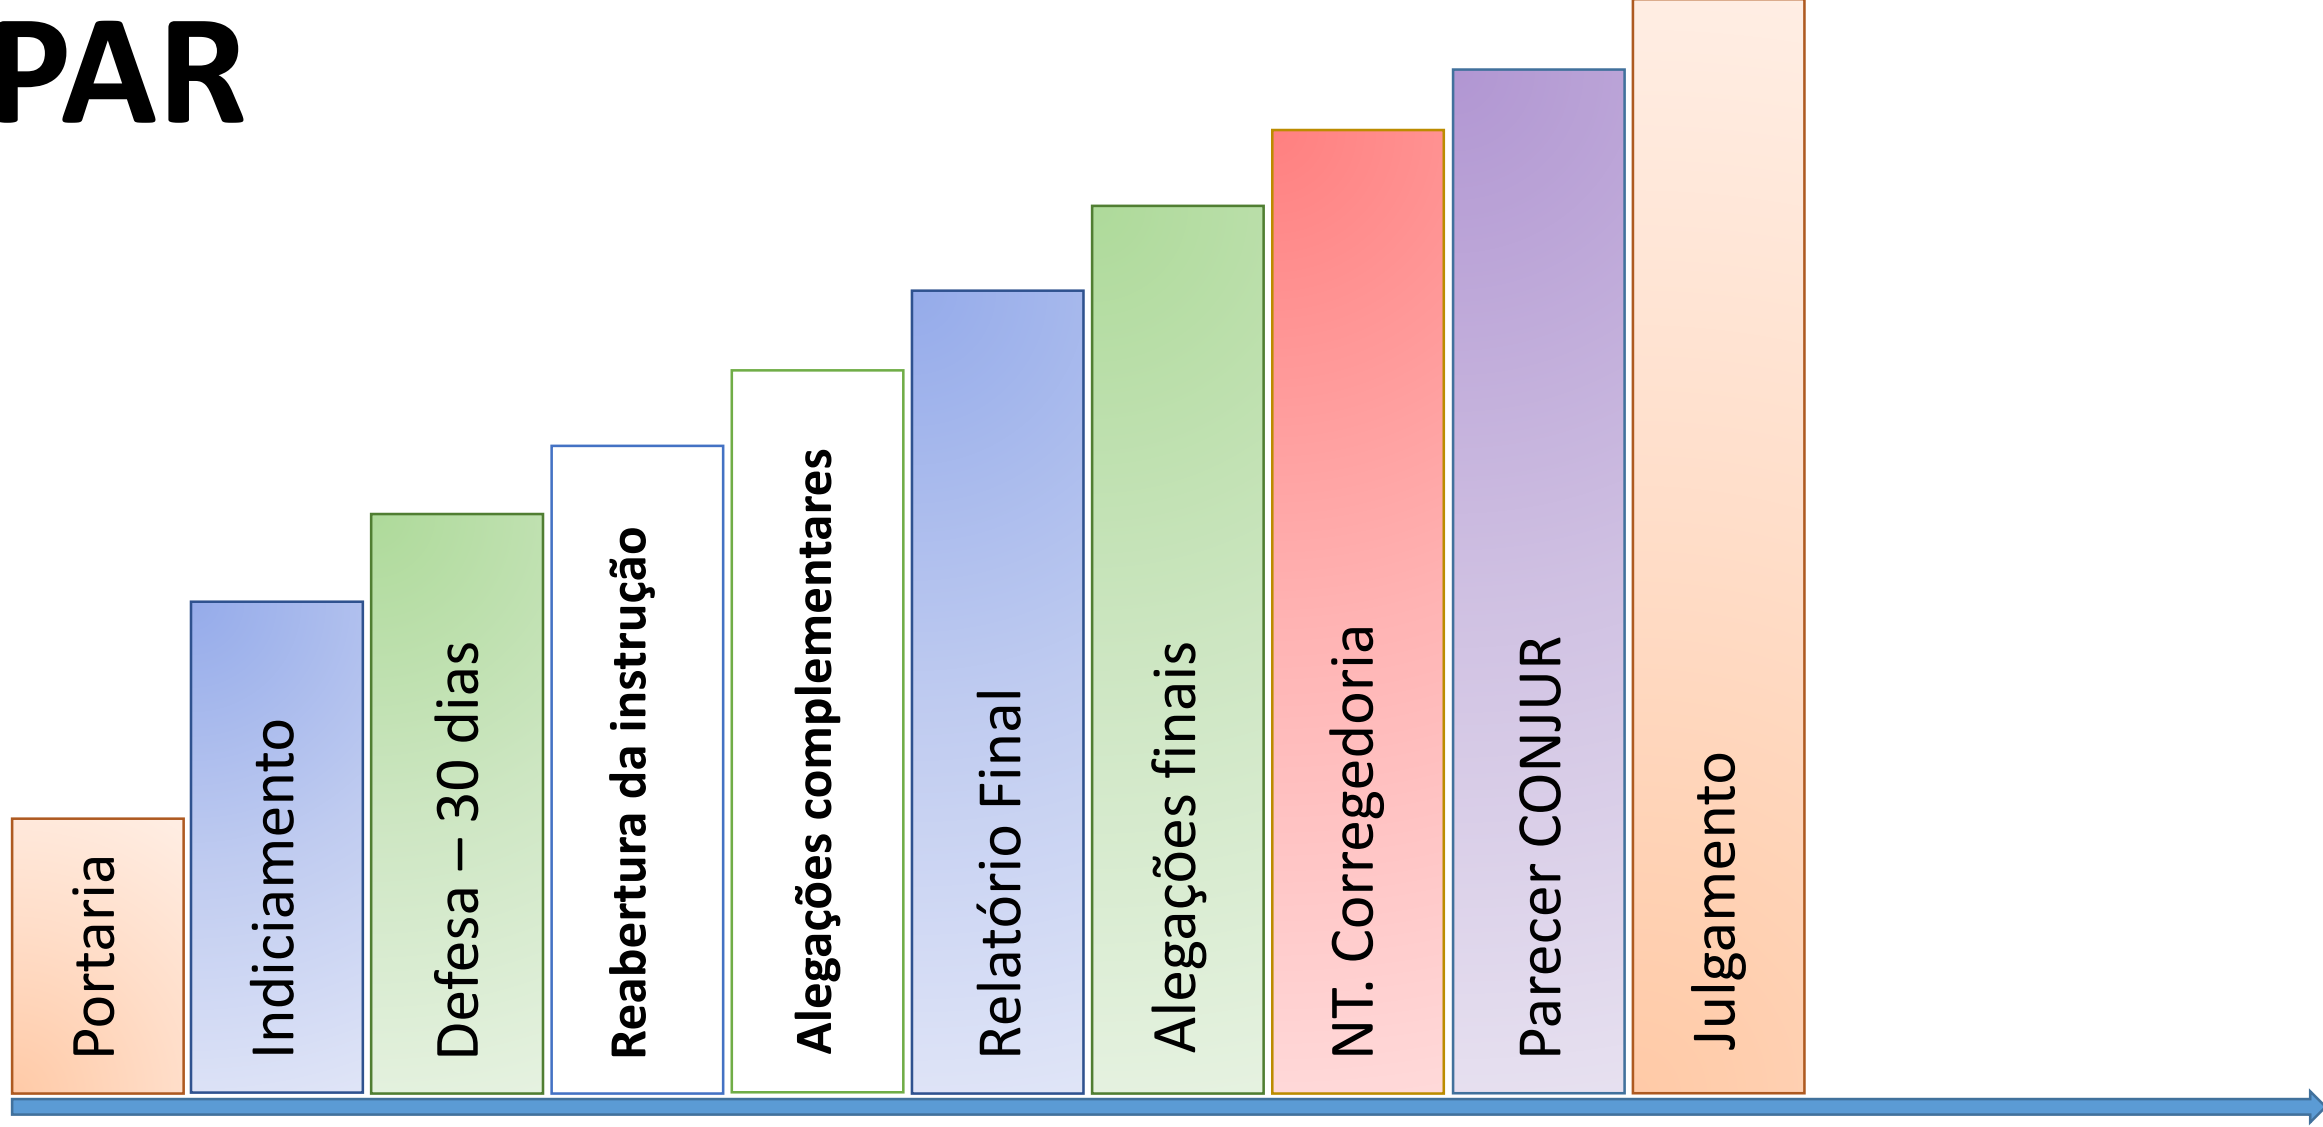 PAR
Portaria
Indiciamento
Defesa – 30 dias
Reabertura da instrução
Alegações complementares
Relatório Final
Alegações finais
NT. Corregedoria
Parecer CONJUR
Julgamento